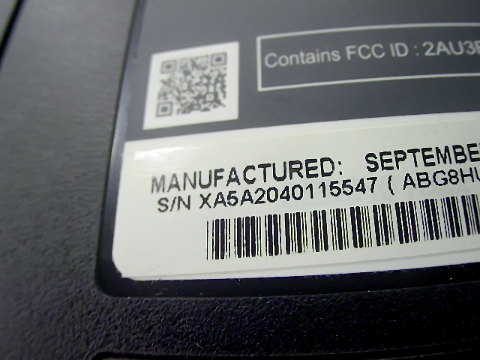 Contains FCC ID : 2AU3
MANUFACTURED: SEPTEMBE
S/N XA5A2040115547 ( ABG8HU